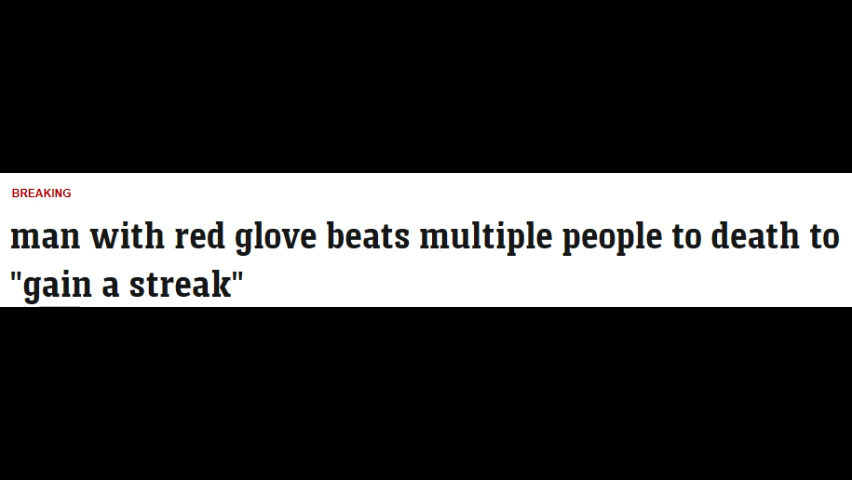 BREAKING
man with red glove beats multiple people to death to
"gain a streak"